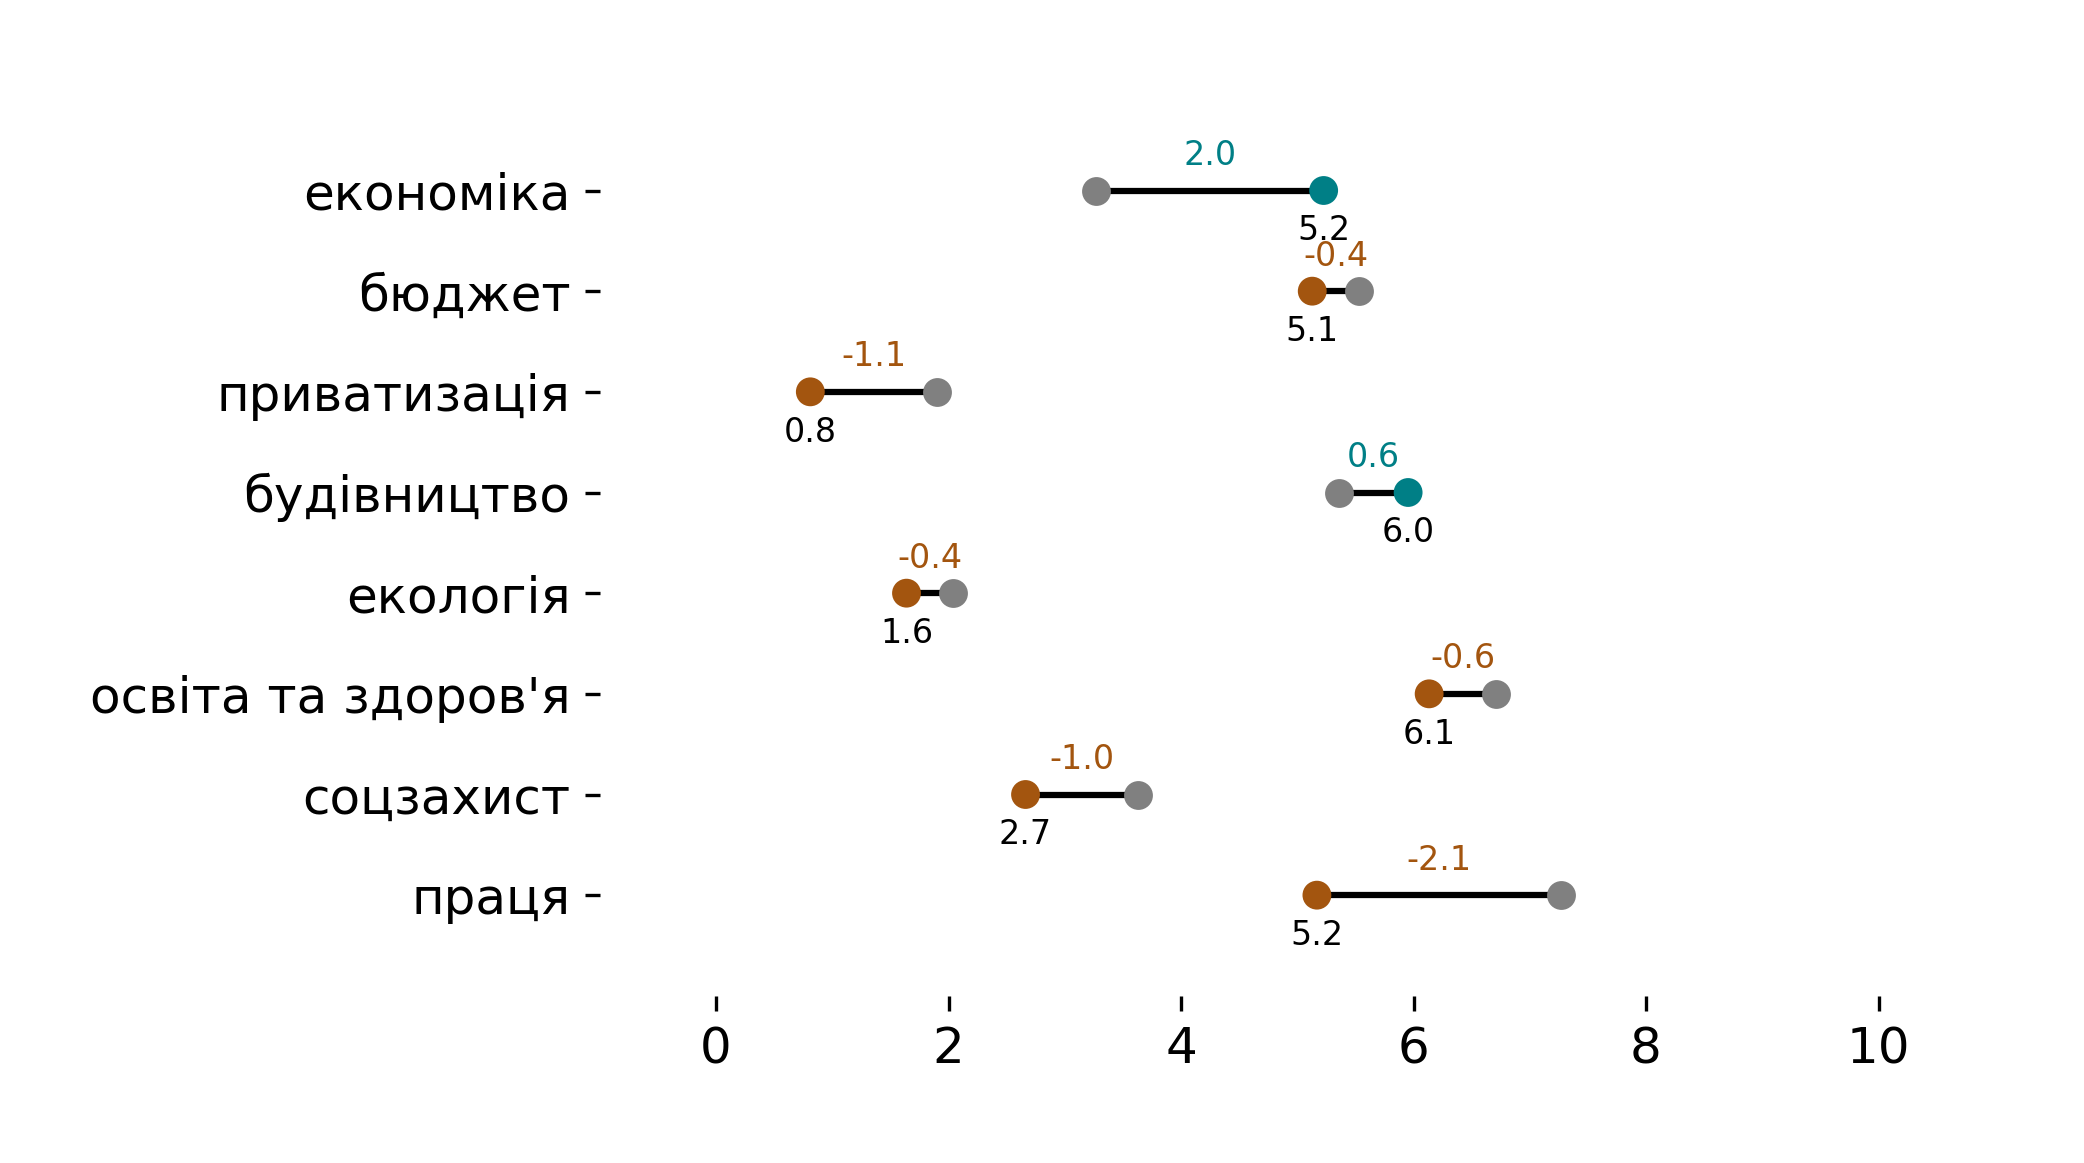 2.0
економіка
5.2
-0.4
бюджет
5.1
-1.1
приватизація
0.8
0.6
будівництво
6.0
-0.4
екологія
1.6
-0.6
освіта та здоров'я
6.1
-1.0
соцзахист
2.7
-2.1
праця
5.2
0 2 4 6 8 10